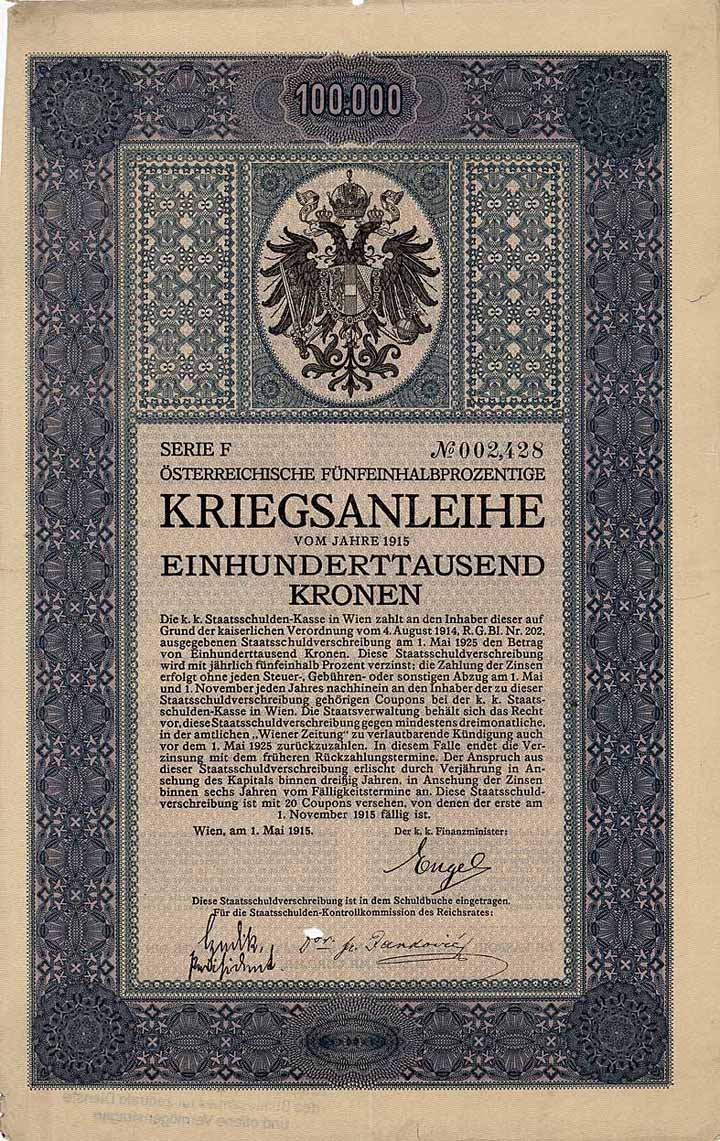 100.000
SERIE F № 002,428
ÖSTERREICHISCHE FÜNFEINHALBPROZENTIGE
KRIEGSANLEIHE
VOM JAHRE 1915
EINHUNDERTTAUSEND
KRONEN
Die k. k. Staatsschulden-Kasse in Wien zahlt an den Inhaber dieser auf
Grund der kaiserlichen Verordnung vom 4. August 1914, R. G. Bl. Nr. 202,
ausgegebenen Staatsschuldverschreibung am 1. Mai 1925 den Betrag
von Einhunderttausend Kronen. Diese Staatsschuldverschreibung
wird mit jährlich fünfeinhalb Prozent verzinst; die Zahlung der Zinsen
erfolgt ohne jeden Steuer-, Gebühren- oder sonstigen Abzug am 1. Mai
und 1. November jeden Jahres nachhinein an den Inhaber der zu dieser
Staatsschuldverschreibung gehörigen Coupons bei der k. k. Staats-
schulden-Kasse in Wien. Die Staatsverwaltung behält sich das Recht
vor, diese Staatsschuldverschreibung gegen mindestens dreimonatliche,
in der amtlichen „Wiener Zeitung“ zu verlautbarende Kündigung auch
vor dem 1. Mai 1925 zurückzuzahlen. In diesem Falle endet die Ver-
zinsung mit dem früheren Rückzahlungstermine. Der Anspruch aus
dieser Staatsschuldverschreibung erlischt durch Verjährung in An-
sehung des Kapitals binnen dreißig Jahren, in Ansehung der Zinsen
binnen sechs Jahren vom Fälligkeitstermine an. Diese Staatsschuld-
verschreibung ist mit 20 Coupons versehen, von denen der erste am
1. November 1915 fällig ist.
Wien, am 1. Mai 1915. Der k. k. Finanzminister:
Engel
Diese Staatsschuldverschreibung ist in dem Schuldbuche eingetragen.
Für die Staatsschulden-Kontrollkommission des Reichsrates:
Präsident